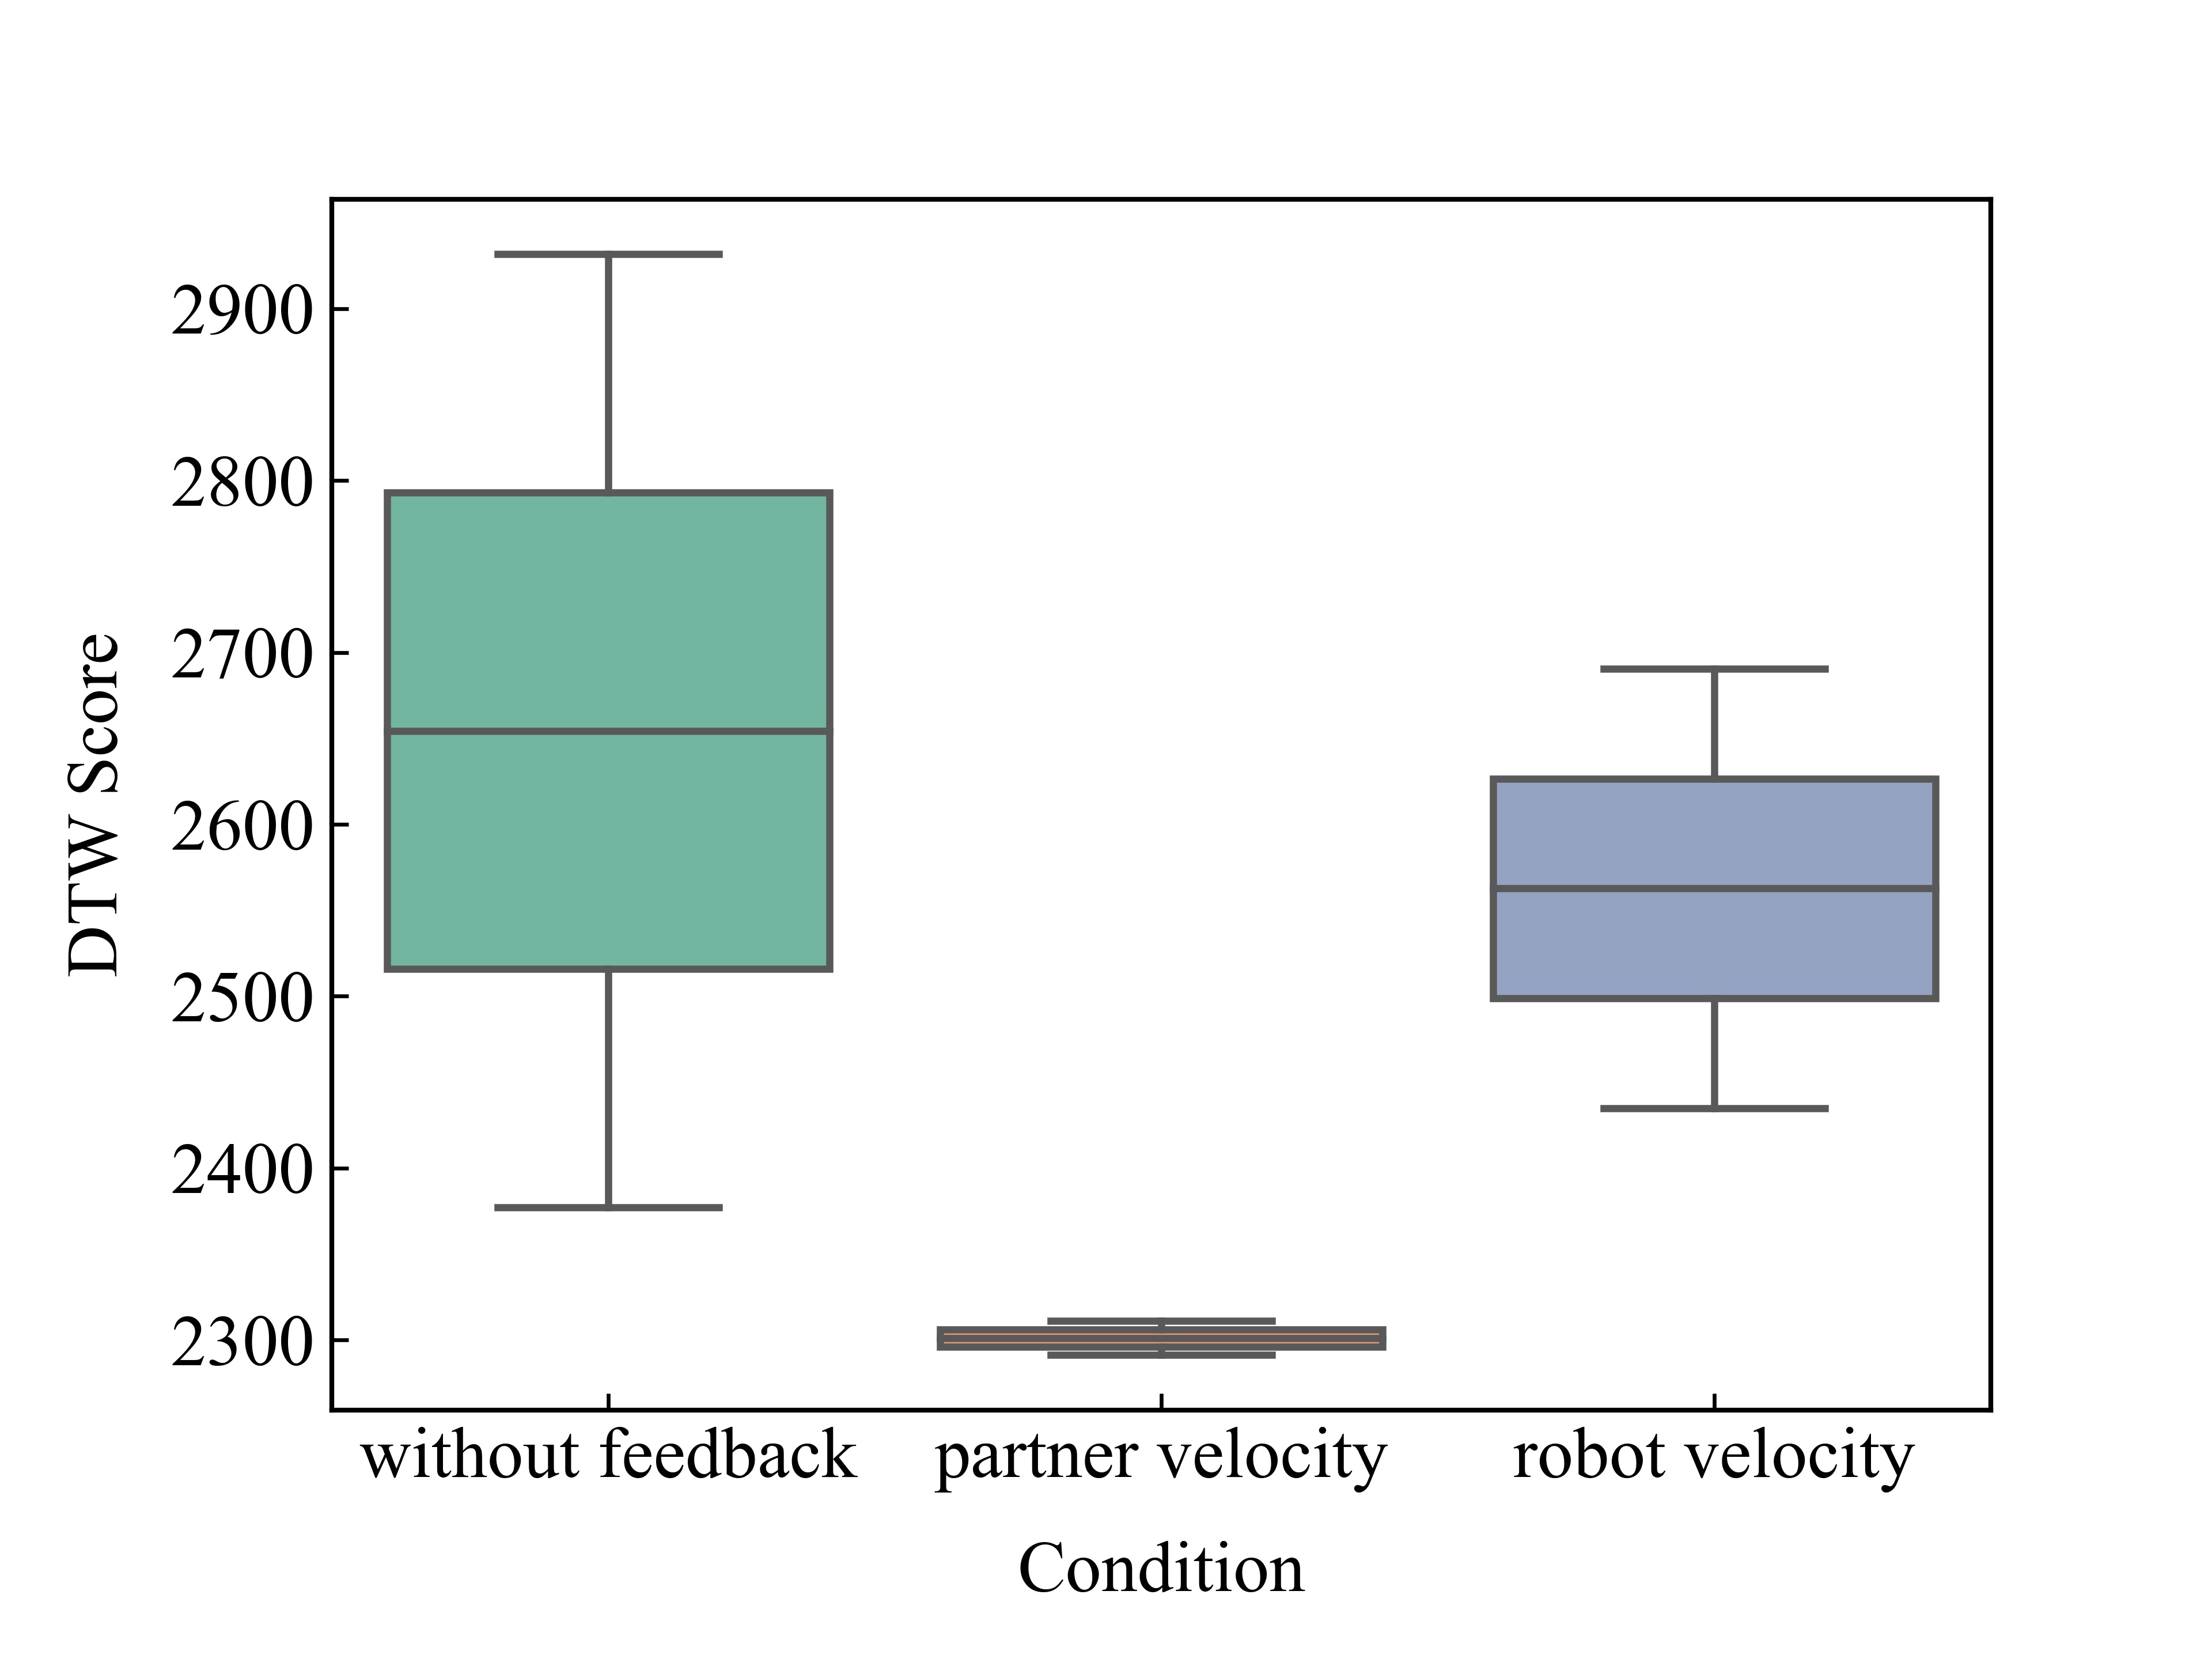 2900
2800
2700
2600
2500
2400
2300
DTW Score
without feedback
partner velocity
robot velocity
Condition